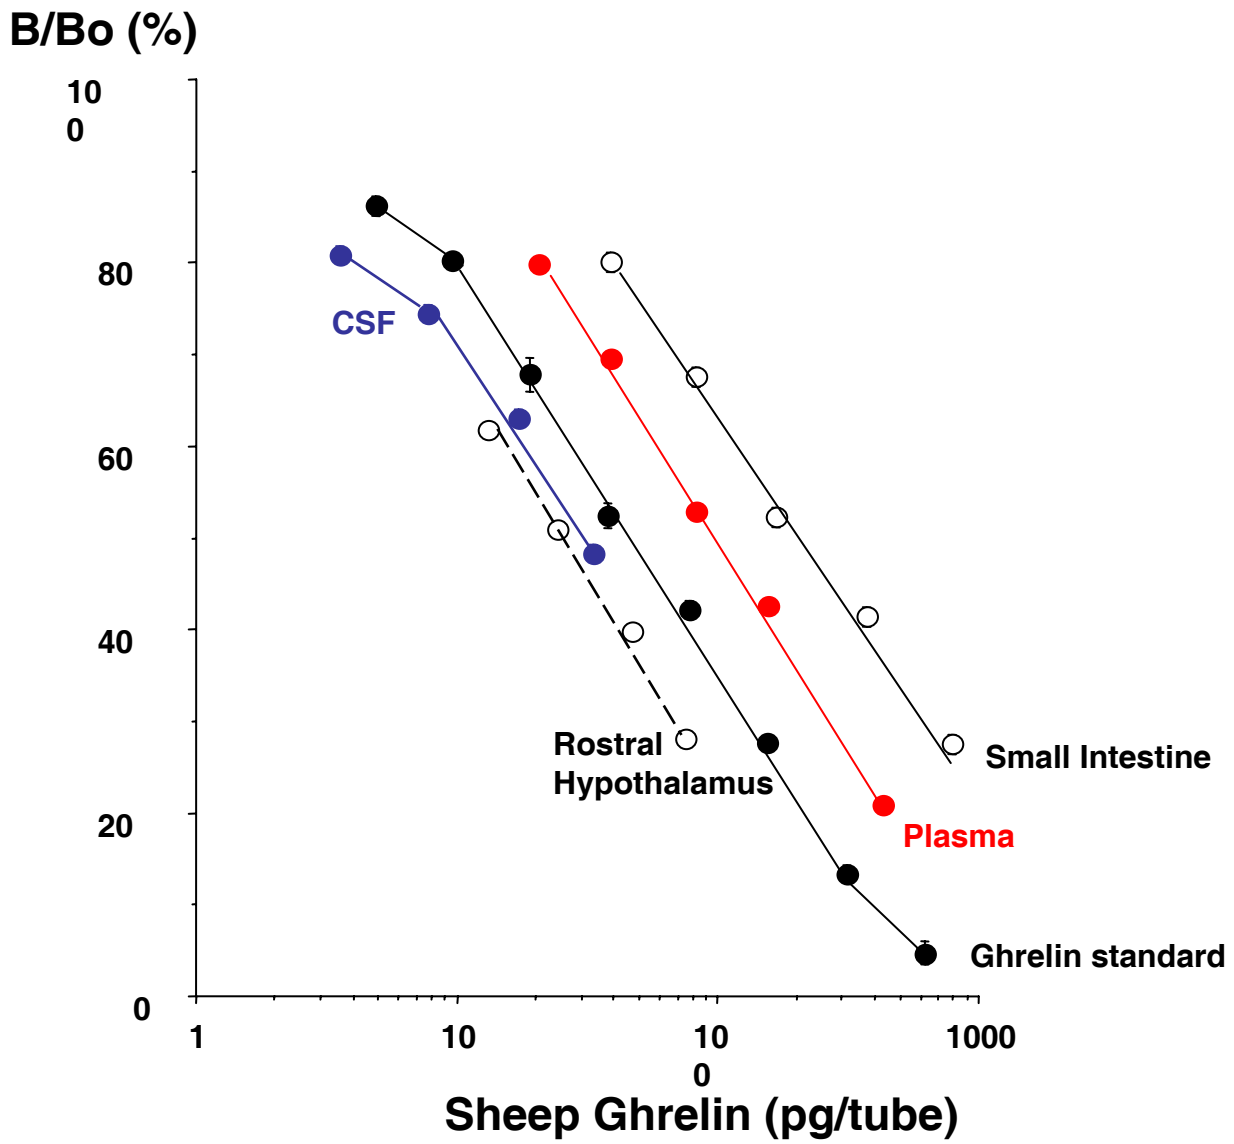 B/Bo (%)
10
0
80
CSF
60
40
Rostral
Hypothalamus
Small Intestine
20
Plasma
Ghrelin standard
0
1
10
10
0
1000
Sheep Ghrelin (pg/tube)